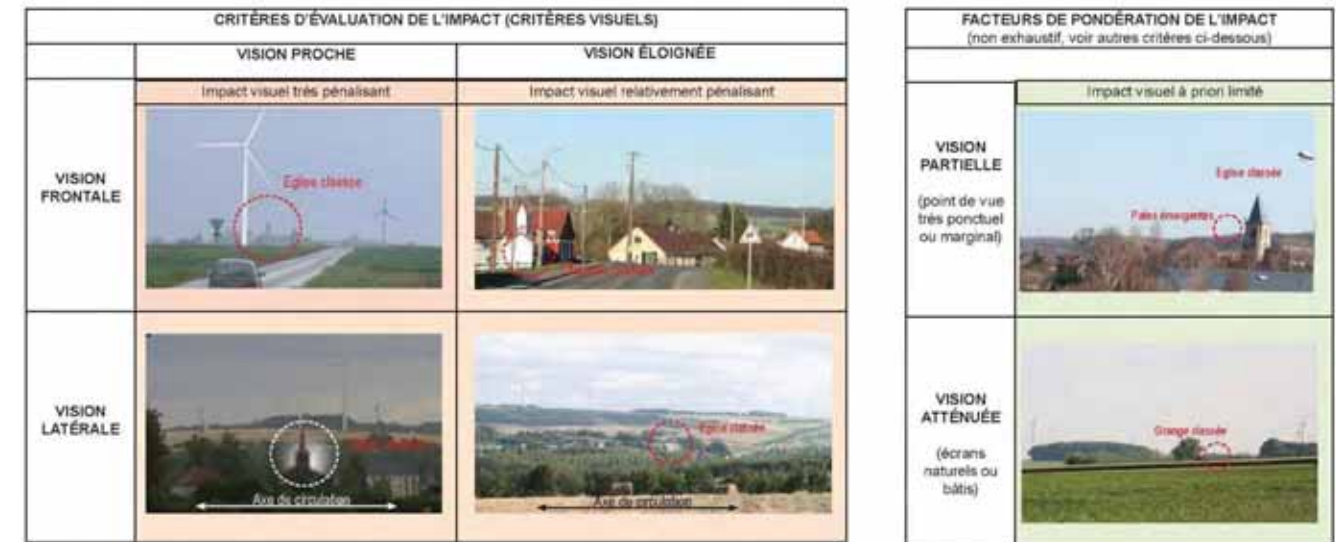 CRITÈRES D'ÉVALUATION DE L'IMPACT (CRITÈRES VISUELS)
VISION PROCHE
VISION ÉLOIGNÉE
Impact visuel très pénalisant
Impact visuel relativement pénalisant
VISION
FRONTALE
Eglise classée
VISION
LATÉRALE
Axe de circulation
Eglise classée
Axe de circulation
FACTEURS DE PONDÉRATION DE L'IMPACT
(non exhaustif, voir autres critères ci-dessous)
Impact visuel à priori limité
VISION
PARTIELLE
(point de vue
très ponctuel
ou marginal)
Eglise classée
Pales émergentes
VISION
ATTÉNUÉE
(écrans
naturels ou
bâtis)
Grange classée